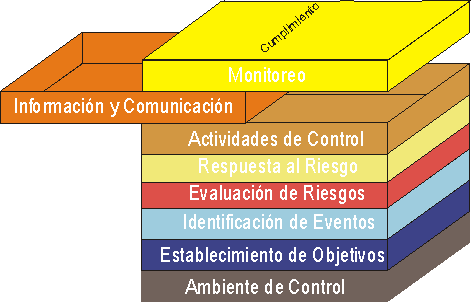 Cumplimiento
Monitoreo
Información y Comunicación
Actividades de Control
Respuesta al Riesgo
Evaluación de Riesgos
Identificación de Eventos
Establecimiento de Objetivos
Ambiente de Control